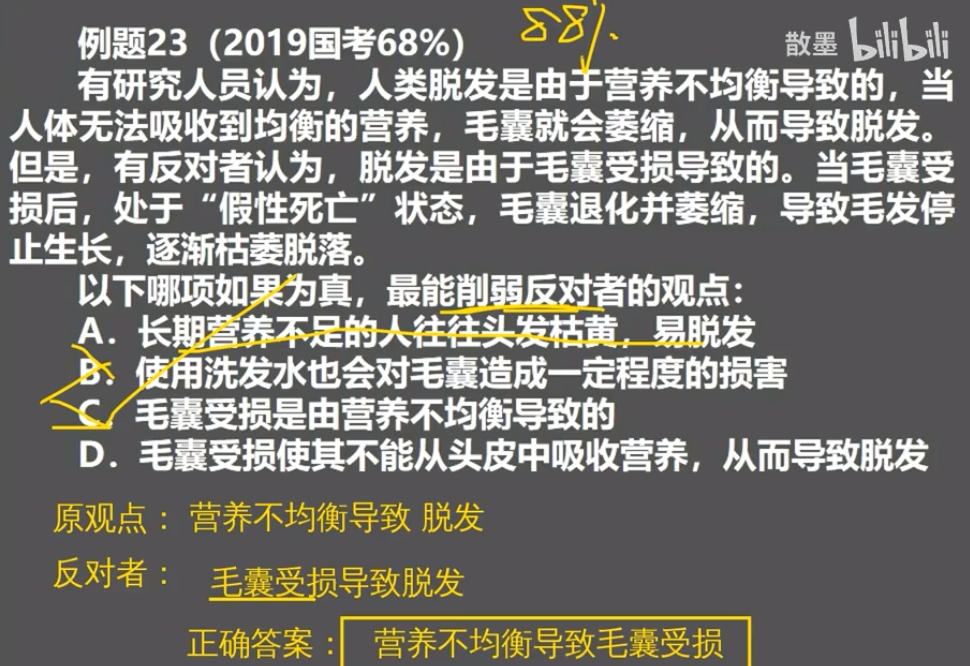 58%.
散墨 bilibili
例题23（2019国考68%）
有研究人员认为，人类脱发是由于营养不均衡导致的，当
人体无法吸收到均衡的营养，毛囊就会萎缩，从而导致脱发。
但是，有反对者认为，脱发是由于毛囊受损导致的。当毛囊受
损后，处于“假性死亡”状态，毛囊退化并萎缩，导致毛发停
止生长，逐渐枯萎脱落。
以下哪项如果为真，最能削弱反对者的观点：
A．长期营养不足的人往往头发枯黄，易脱发
B．使用洗发水也会对毛囊造成一定程度的损害
C．毛囊受损是由营养不均衡导致的
D．毛囊受损使其不能从头皮中吸收营养，从而导致脱发
原观点： 营养不均衡导致 脱发
反对者： 毛囊受损导致脱发
正确答案： 营养不均衡导致毛囊受损